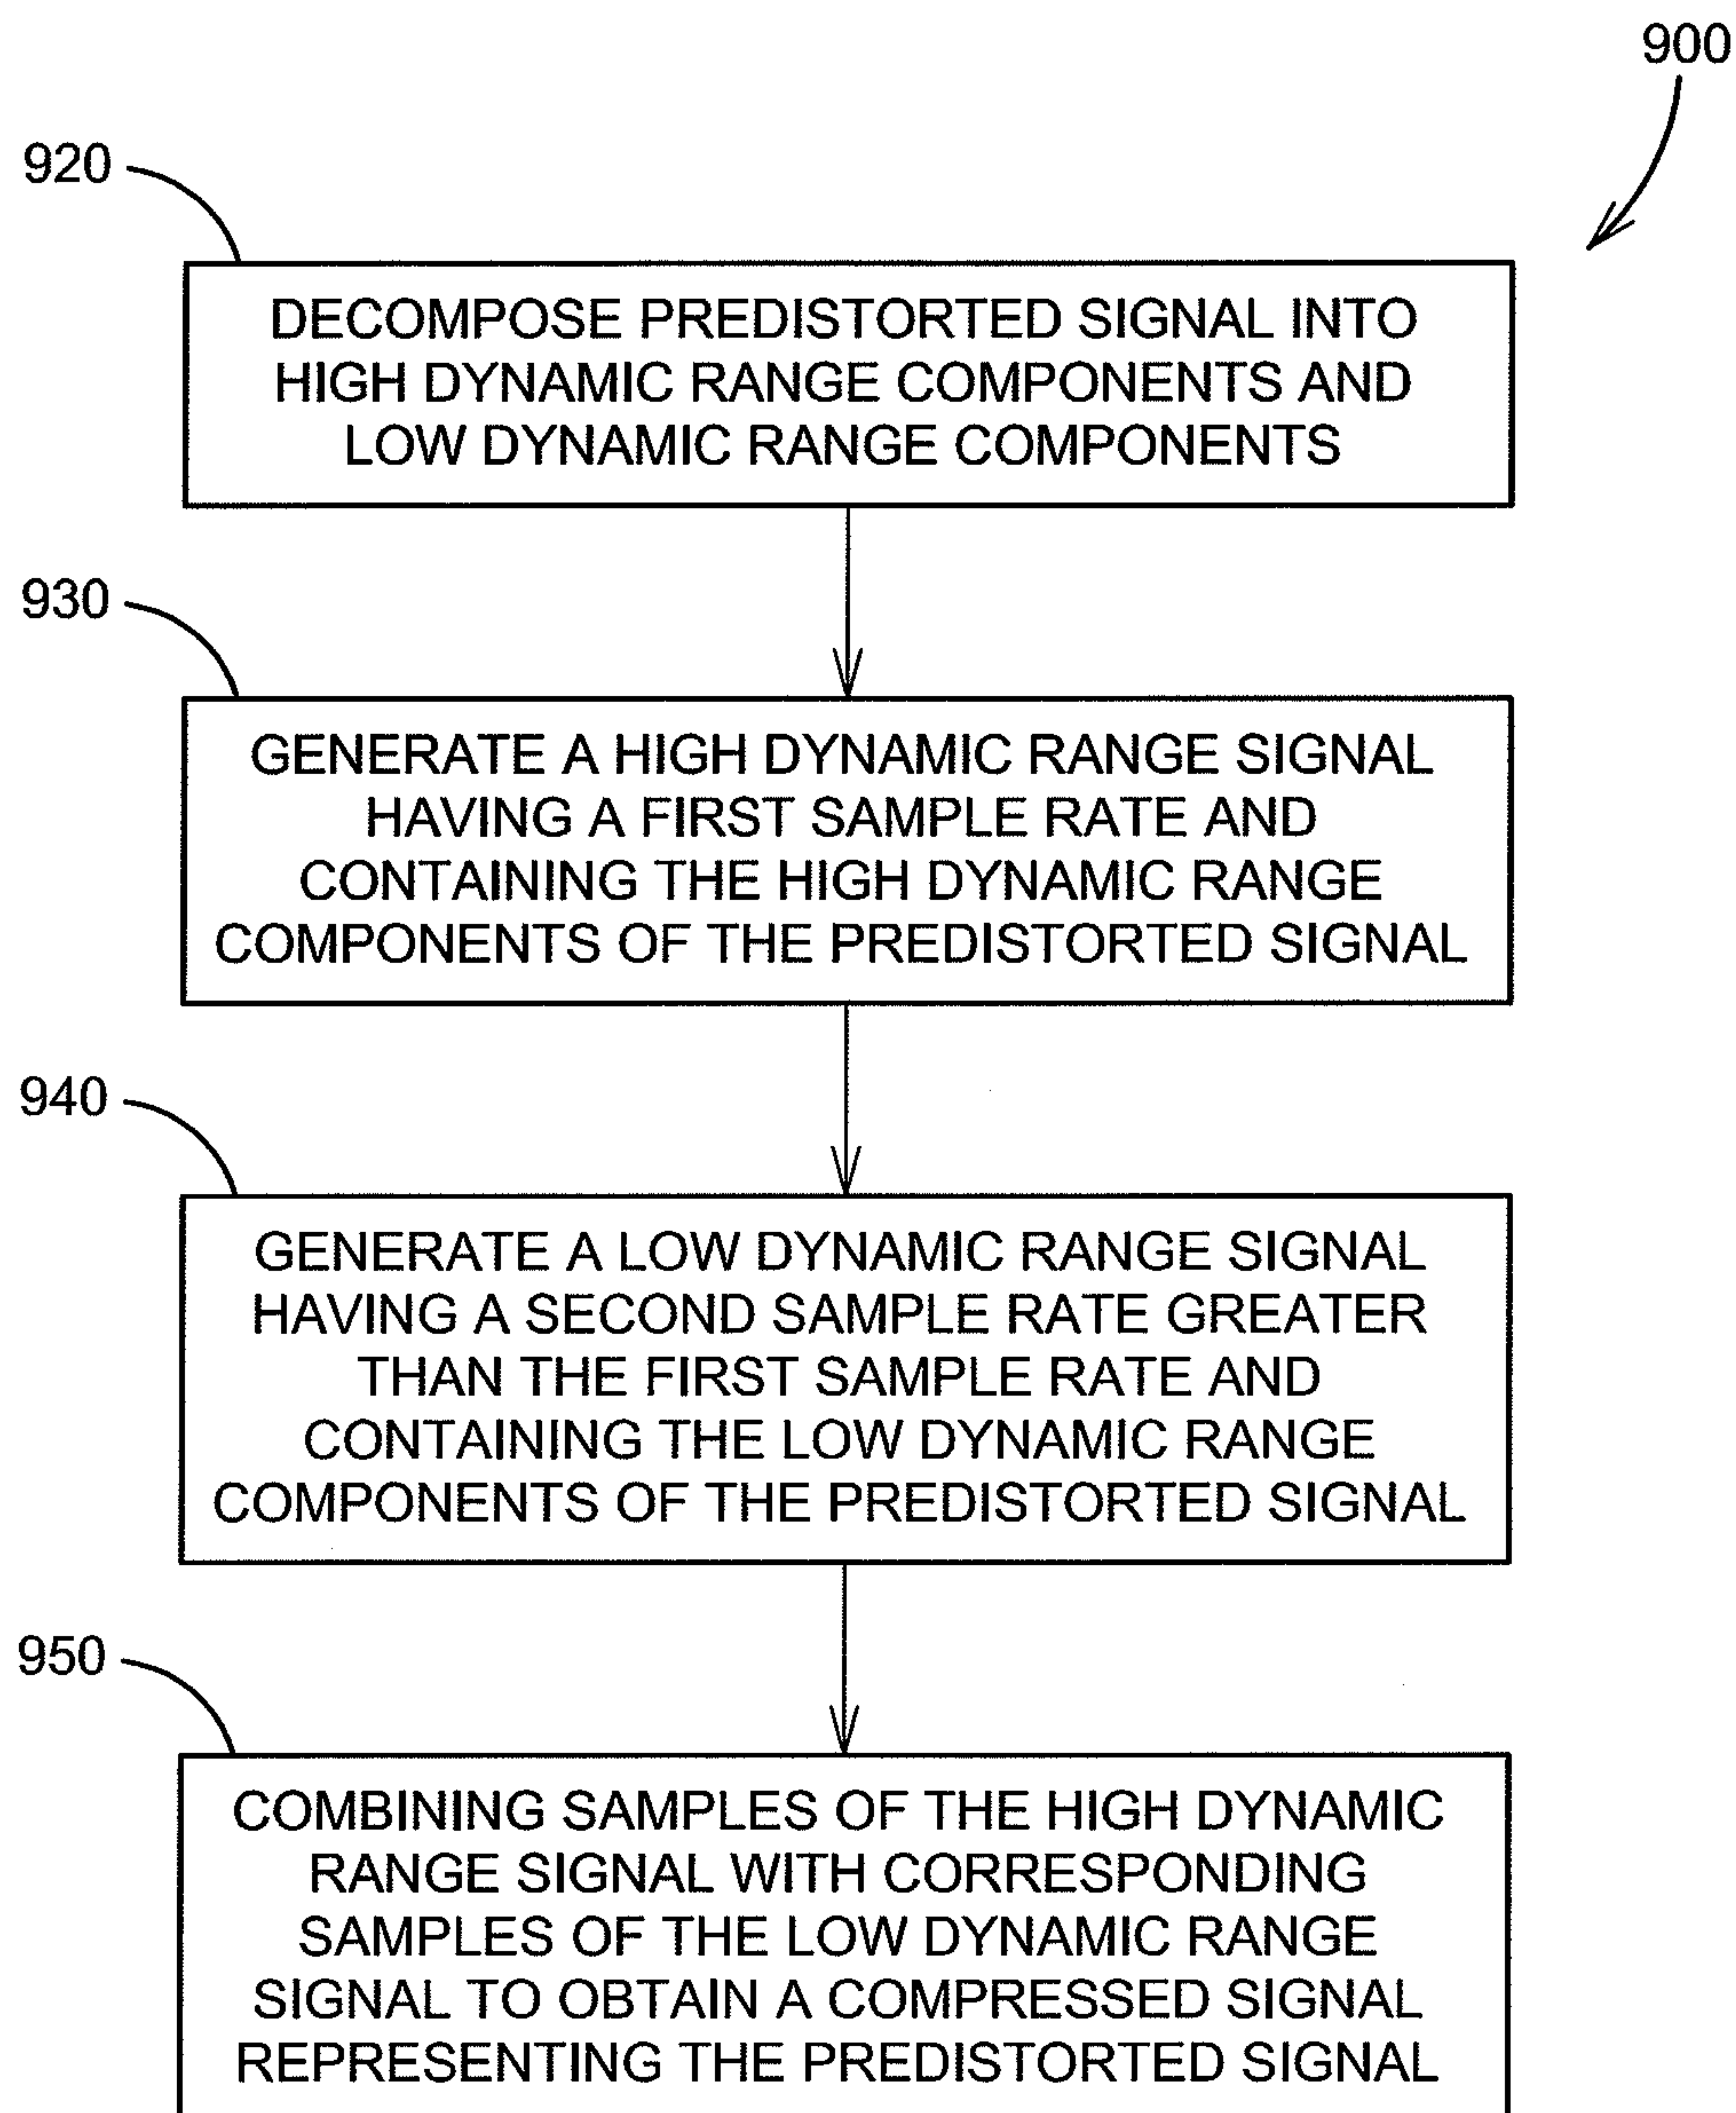 900
920
DECOMPOSE PREDISTORTED SIGNAL INTO
HIGH DYNAMIC RANGE COMPONENTS AND
LOW DYNAMIC RANGE COMPONENTS
930
GENERATE A HIGH DYNAMIC RANGE SIGNAL
HAVING A FIRST SAMPLE RATE AND
CONTAINING THE HIGH DYNAMIC RANGE
COMPONENTS OF THE PREDISTORTED SIGNAL
940
GENERATE A LOW DYNAMIC RANGE SIGNAL
HAVING A SECOND SAMPLE RATE GREATER
THAN THE FIRST SAMPLE RATE AND
CONTAINING THE LOW DYNAMIC RANGE
COMPONENTS OF THE PREDISTORTED SIGNAL
950
COMBINING SAMPLES OF THE HIGH DYNAMIC
RANGE SIGNAL WITH CORRESPONDING
SAMPLES OF THE LOW DYNAMIC RANGE
SIGNAL TO OBTAIN A COMPRESSED SIGNAL
REPRESENTING THE PREDISTORTED SIGNAL